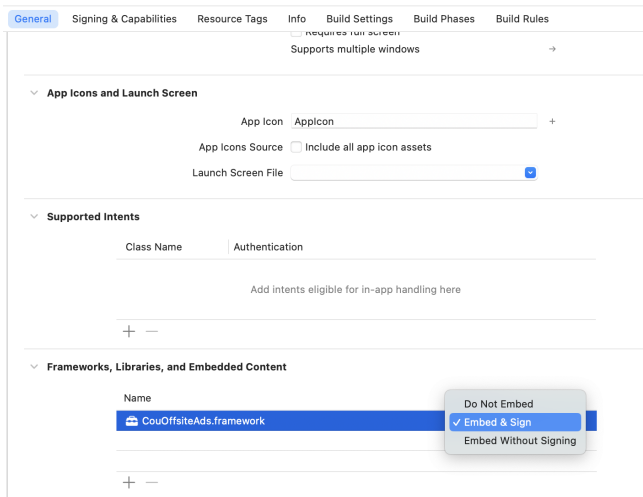 General Signing & Capabilities Resource Tags Info Build Settings Build Phases Build Rules
Requires full screen
Supports multiple windows →
App Icons and Launch Screen
App Icon AppIcon +
App Icons Source Include all app icon assets
Launch Screen File
Supported Intents
Class Name Authentication
Add intents eligible for in-app handling here
+ —
Frameworks, Libraries, and Embedded Content
Name
Do Not Embed
CouOffsiteAds.framework ✓ Embed & Sign
Embed Without Signing
+ —